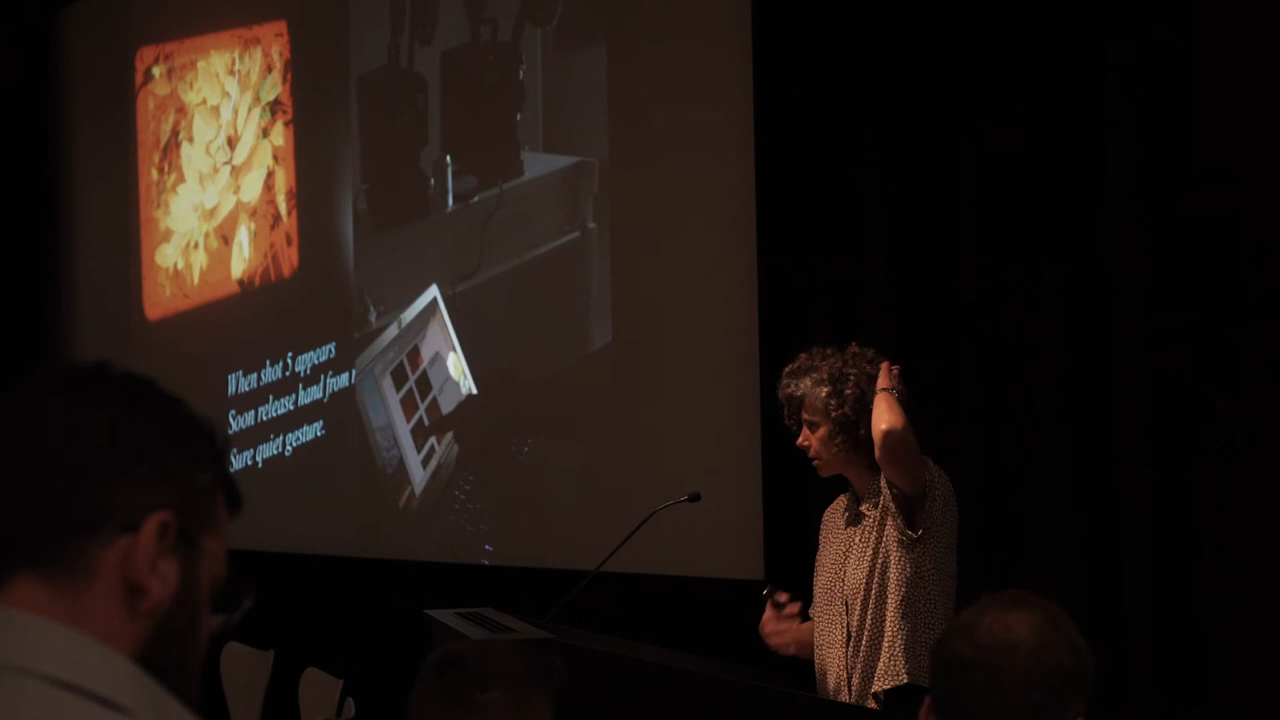 When shot 5 appears
Soon release hand from
Sure quiet gesture.